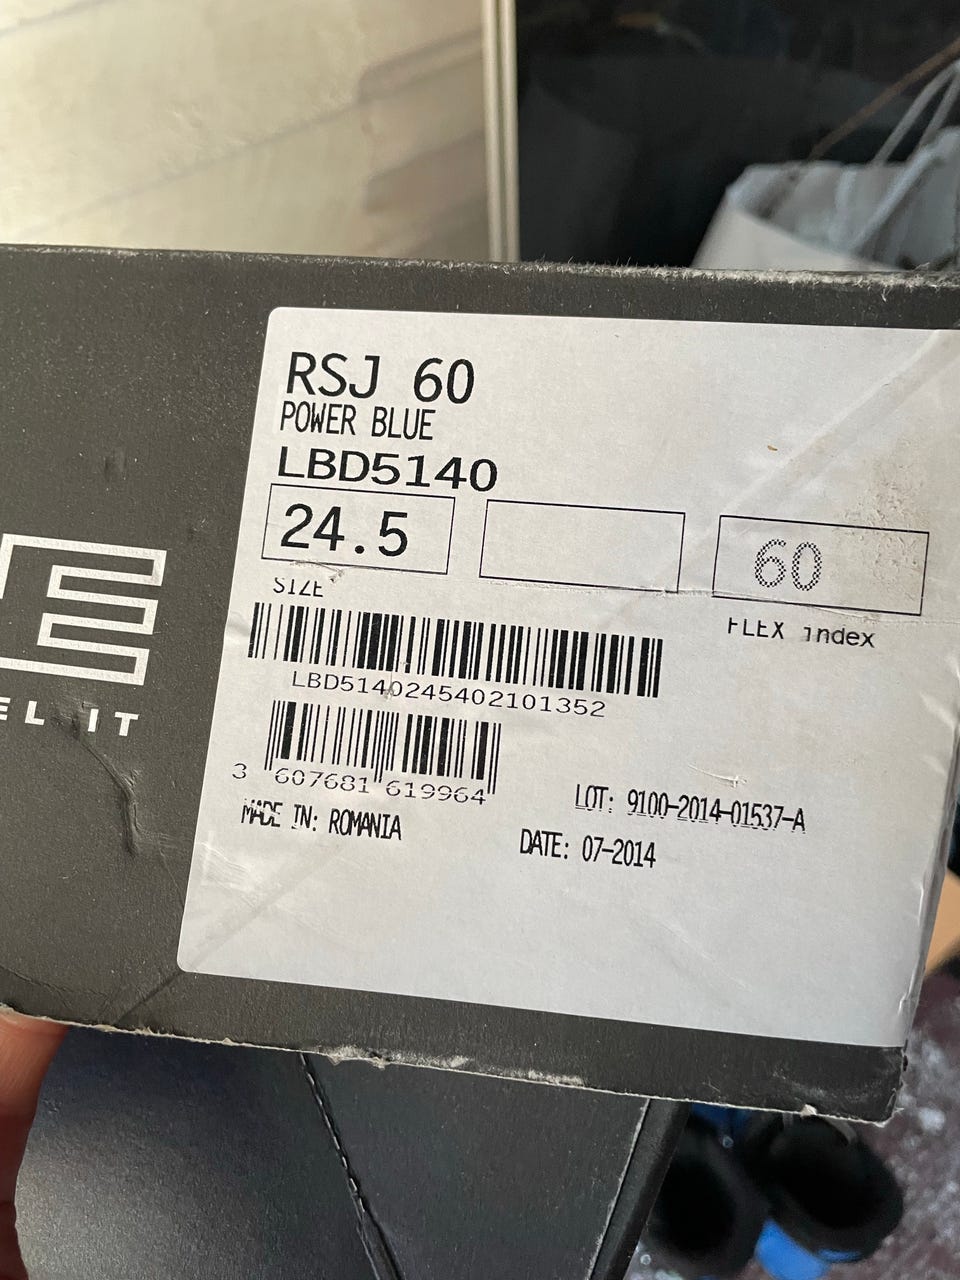 RSJ 60
POWER BLUE
LBD5140
24.5
60
SIZE
FLEX index
LBD5140245402101352
3 607681 619964
LOT: 9100-2014-01537-A
MADE IN: ROMANIA
DATE: 07-2014
IT